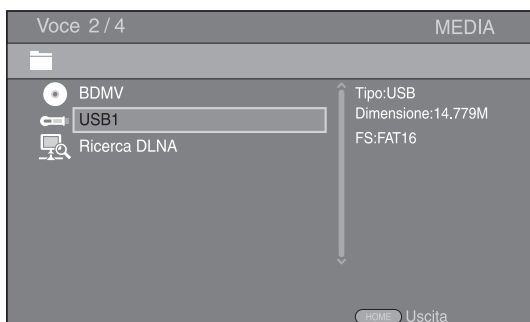 Voce 2/4
MEDIA
BDMV
USB1
Ricerca DLNA
Tipo:USB
Dimensione:14.779M
FS:FAT16
HOME Uscita